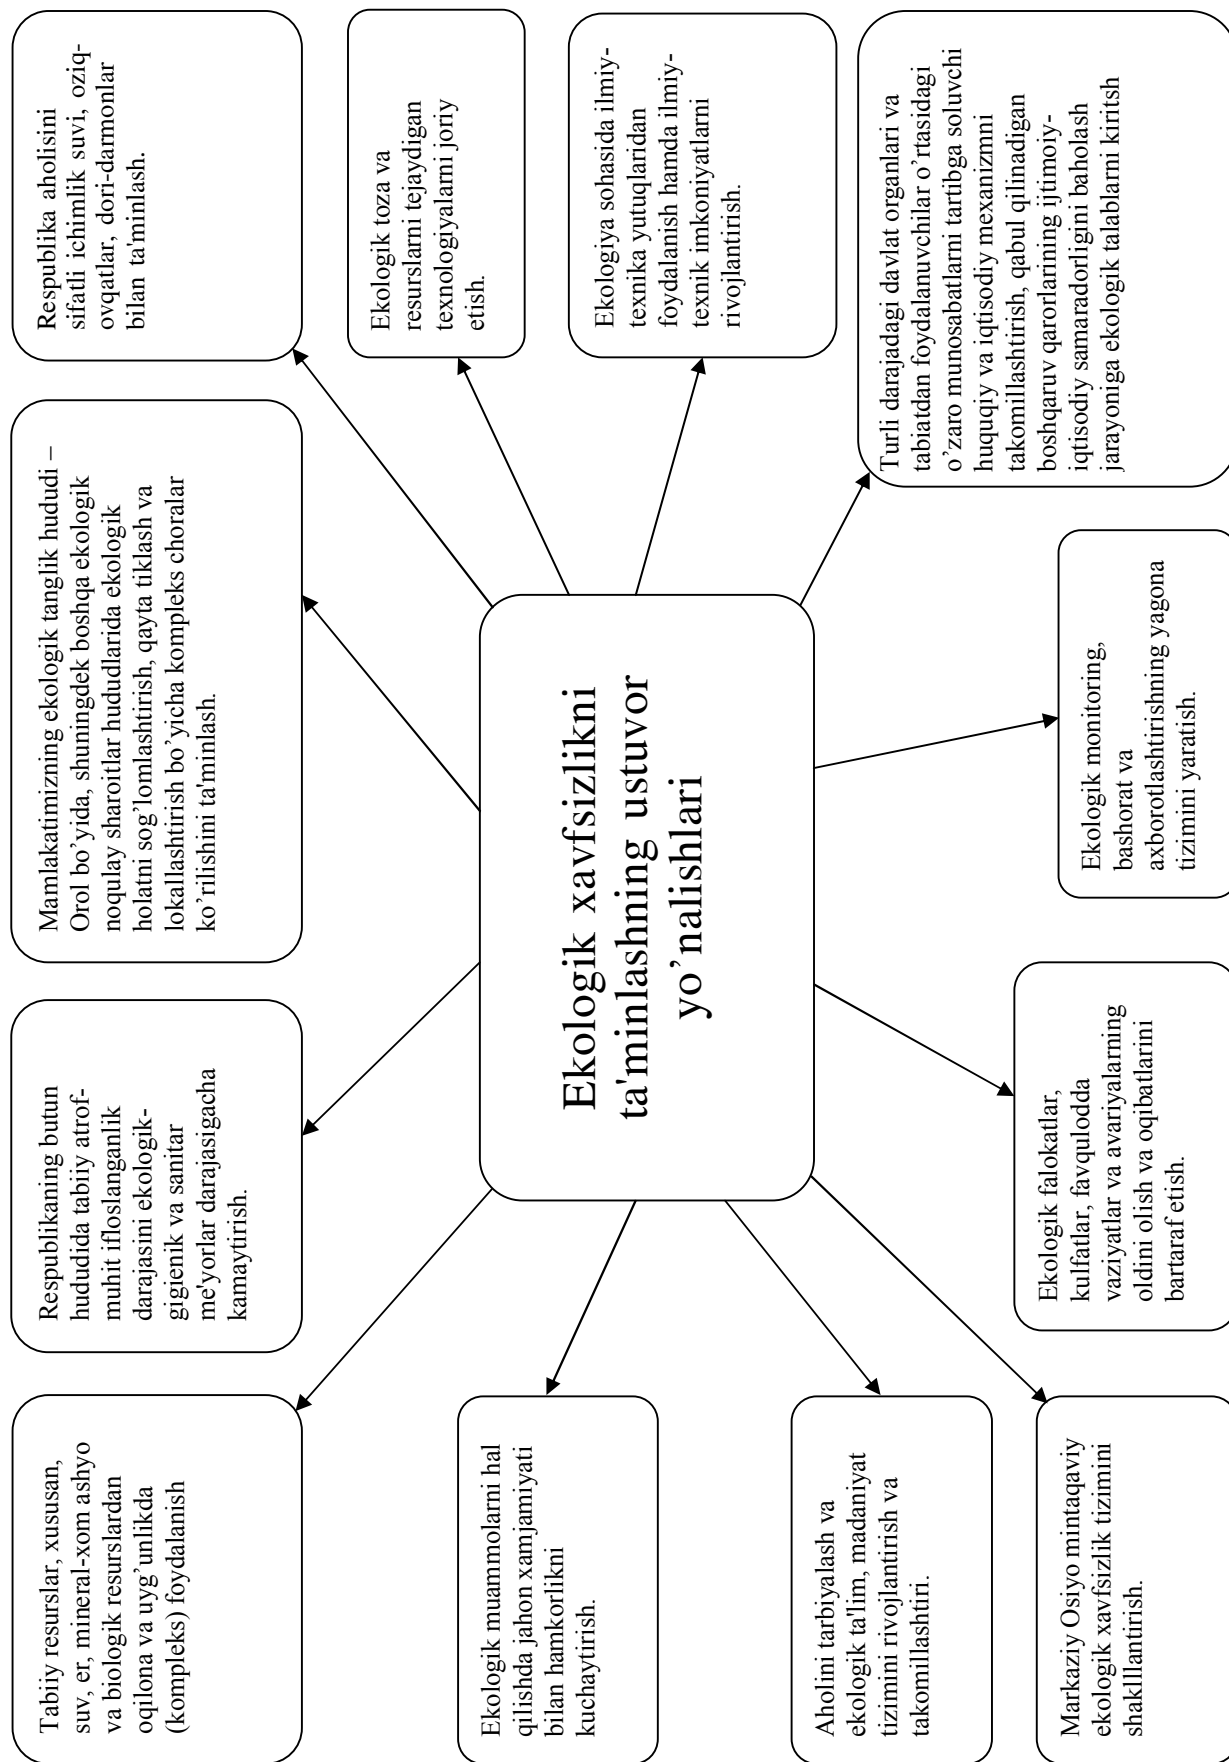 Tabiiy resurslar, xususan,
suv, er, mineral-xom ashyo
va biologik resurslardan
oqilona va uyg’unlikda
(kompleks) foydalanish
Respublikaning butun
hududida tabiiy atrof-
muhit ifloslanganlik
darajasini ekologik-
gigienik va sanitar
me'yorlar darajasigacha
kamaytirish.
Mamlakatimizning ekologik tanglik hududi –
Orol bo’yida, shuningdek boshqa ekologik
noqulay sharoitlar hududlarida ekologik
holatni sog’lomlashtirish, qayta tiklash va
lokallashtirish bo’yicha kompleks choralar
ko’rilishini ta'minlash.
Respublika aholisini
sifatli ichimlik suvi, oziq-
ovqatlar, dori-darmonlar
bilan ta'minlash.
Ekologik toza va
resurslarni tejaydigan
texnologiyalarni joriy
etish.
Ekologik muammolarni hal
qilishda jahon xamjamiyati
bilan hamkorlikni
kuchaytirish.
Ekologik xavfsizlikni
ta'minlashning ustuvor
yo’nalishlari
Ekologiya sohasida ilmiy-
texnika yutuqlaridan
foydalanish hamda ilmiy-
texnik imkoniyatlarni
rivojlantirish.
Aholini tarbiyalash va
ekologik ta'lim, madaniyat
tizimini rivojlantirish va
takomillashtiri.
Turli darajadagi davlat organlari va
tabiatdan foydalanuvchilar o’rtasidagi
o’zaro munosabatlarni tartibga soluvchi
huquqiy va iqtisodiy mexanizmni
takomillashtirish, qabul qilinadigan
boshqaruv qarorlarining ijtimoiy-
iqtisodiy samaradorligini baholash
jarayoniga ekologik talablarni kiritsh
Markaziy Osiyo mintaqaviy
ekologik xavfsizlik tizimini
shaklllantirish.
Ekologik falokatlar,
kulfatlar, favqulodda
vaziyatlar va avariyalarning
oldini olish va oqibatlarini
bartaraf etish.
Ekologik monitoring,
bashorat va
axborotlashtirishning yagona
tizimini yaratish.